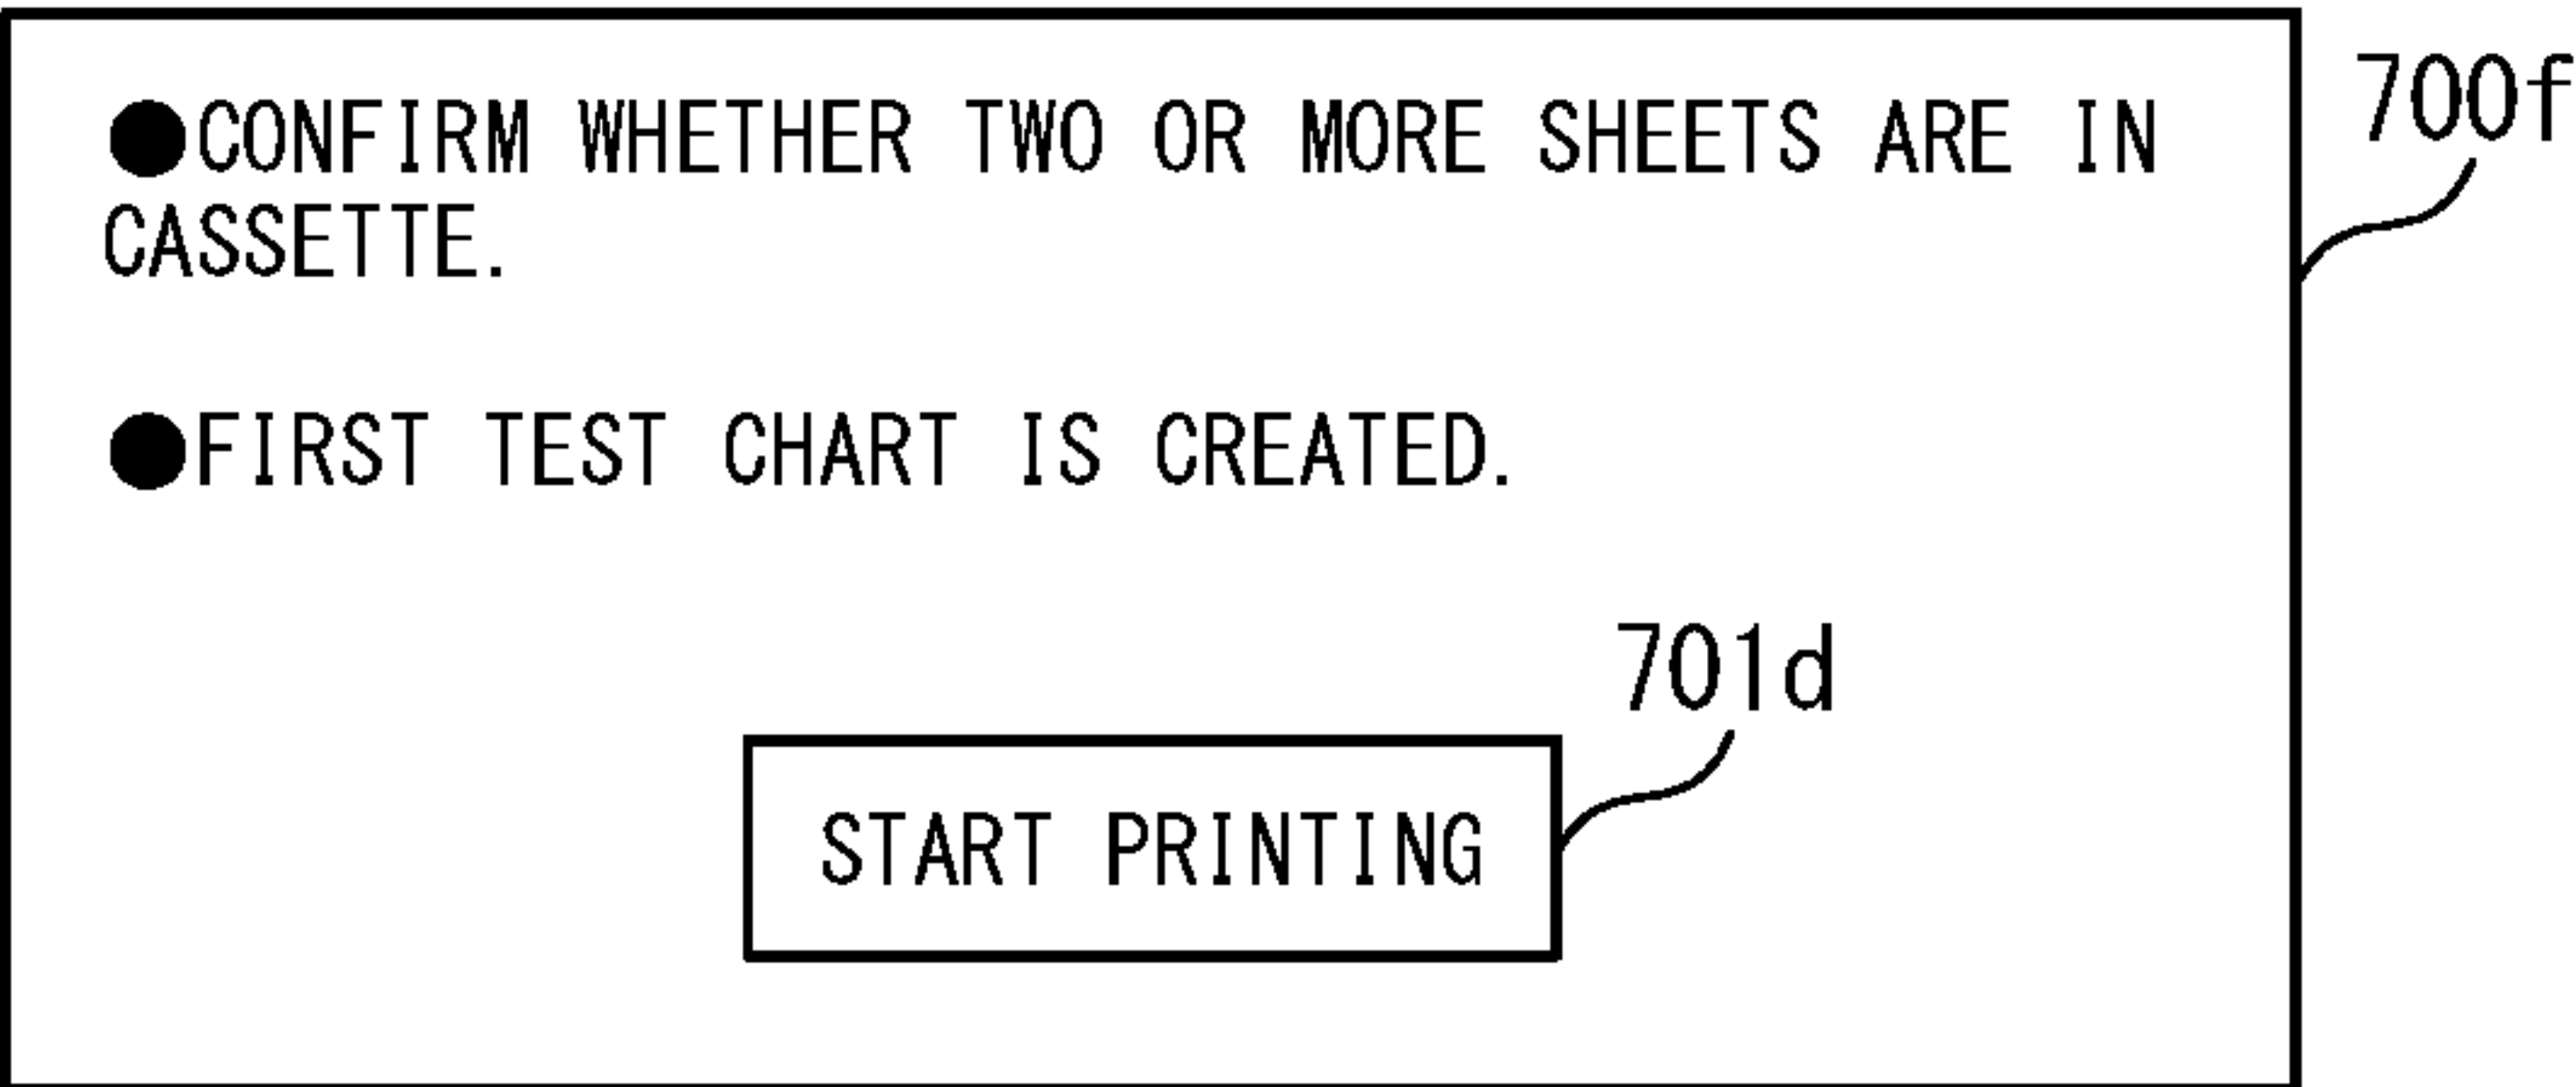 ●CONFIRM WHETHER TWO OR MORE SHEETS ARE IN
CASSETTE.
700f
●FIRST TEST CHART IS CREATED.
701d
START PRINTING